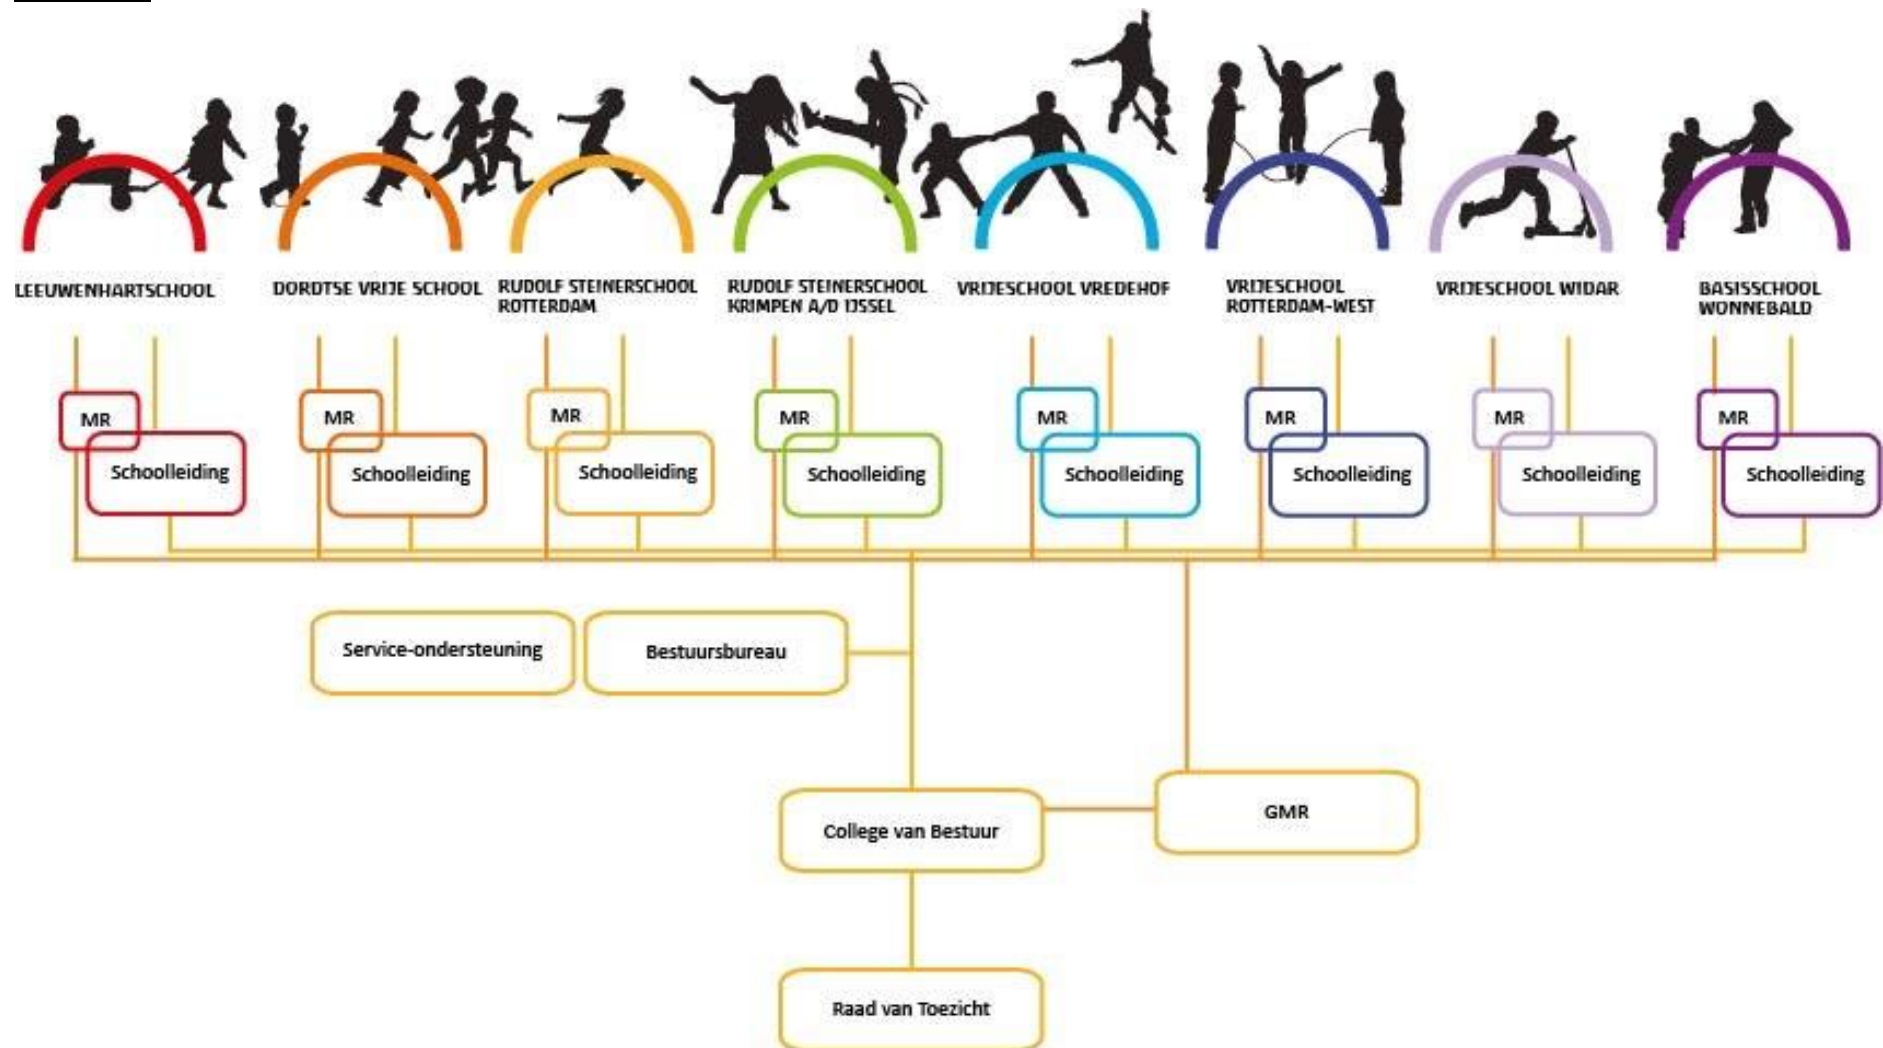 LEEUWENHARTSCHOOL
DORDTSE VRIJE SCHOOL
RUDOLF STEINERSCHOOL
ROTTERDAM
RUDOLF STEINERSCHOOL
KRIMPEN A/D IJSSEL
VRIJESCHOOL VREDEHOF
VRIJESCHOOL
ROTTERDAM-WEST
VRIJESCHOOL WIDAR
BASISSCHOOL
WONNEBALD
MR
MR
MR
MR
MR
MR
MR
MR
Schoolleiding
Schoolleiding
Schoolleiding
Schoolleiding
Schoolleiding
Schoolleiding
Schoolleiding
Schoolleiding
Service-ondersteuning
Bestuursbureau
College van Bestuur
GMR
Raad van Toezicht